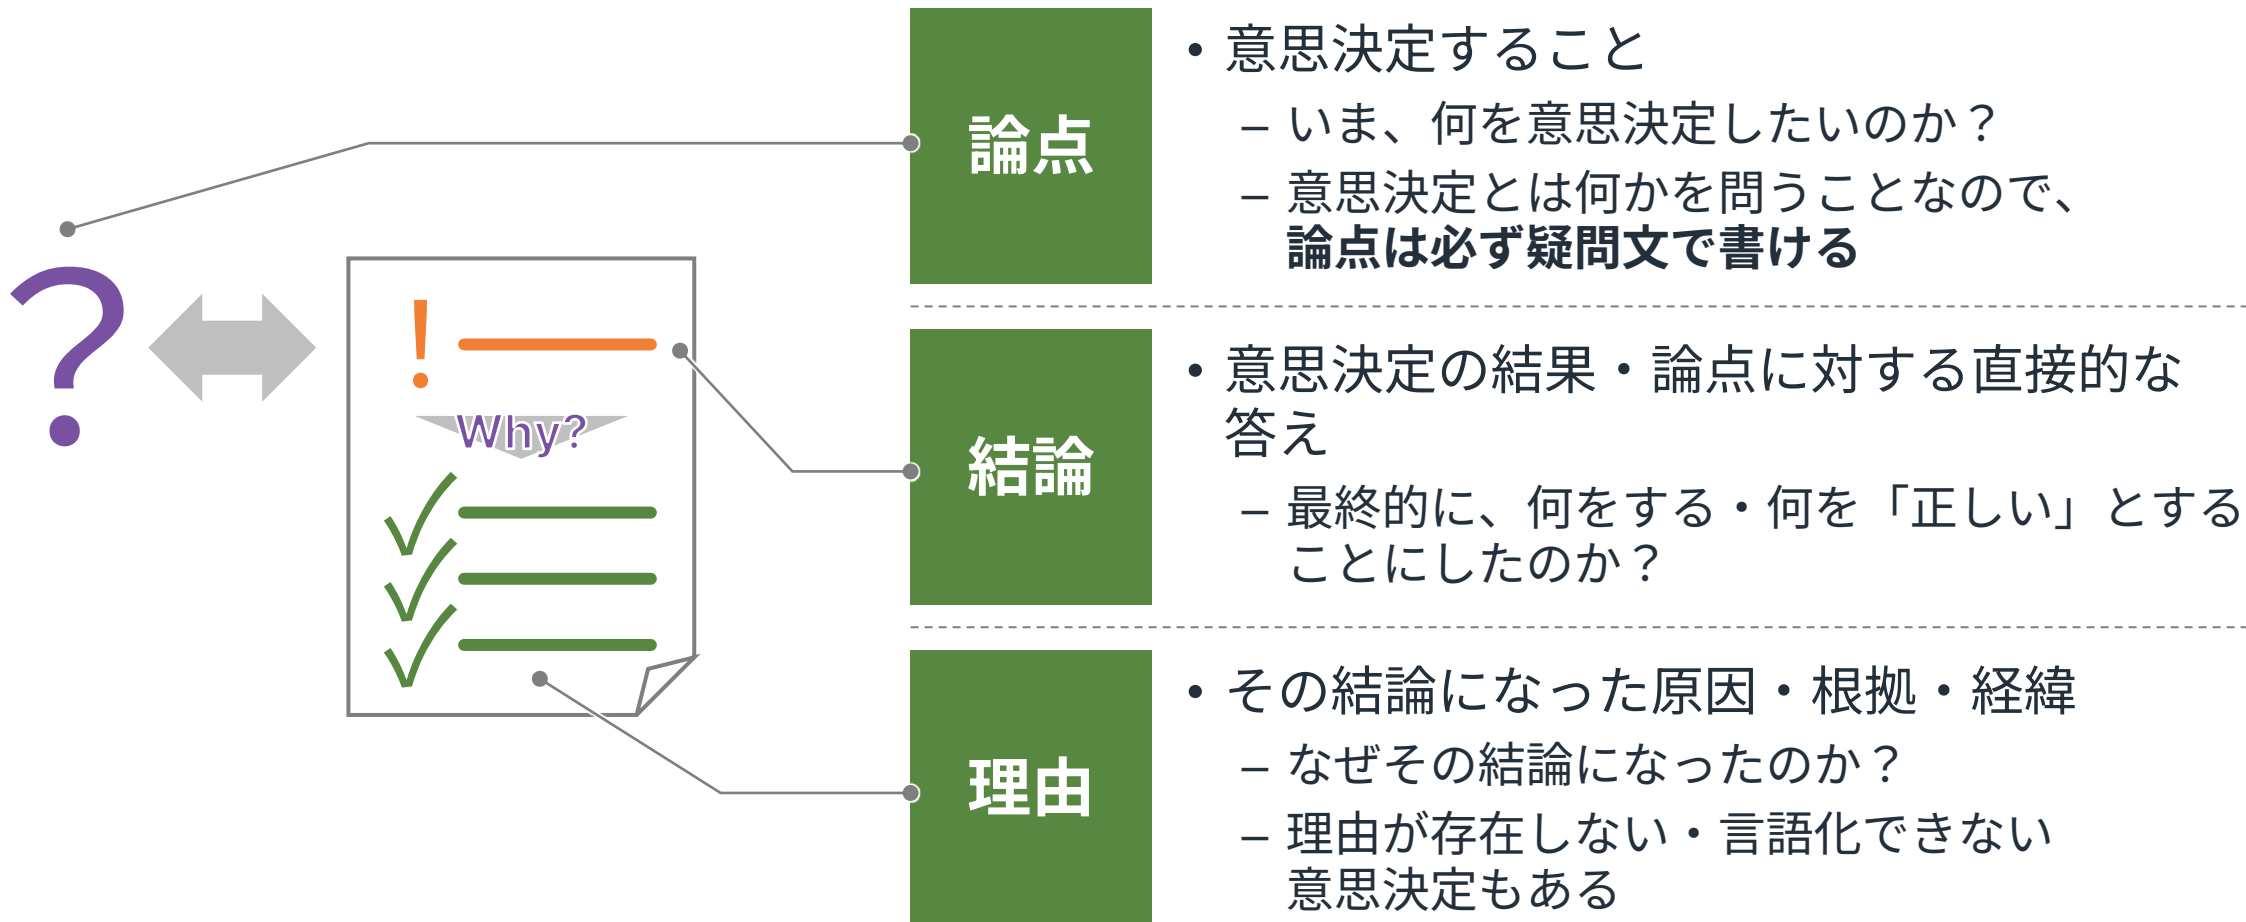 ?
!
Why?
論点
• 意思決定すること
– いま、何を意思決定したいのか？
– 意思決定とは何かを問うことなので、
論点は必ず疑問文で書ける
結論
• 意思決定の結果・論点に対する直接的な
答え
– 最終的に、何をする・何を「正しい」とする
ことにしたのか？
理由
• その結論になった原因・根拠・経緯
– なぜその結論になったのか？
– 理由が存在しない・言語化できない
意思決定もある